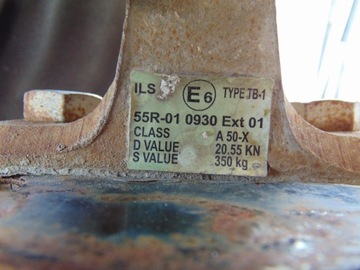 ILS E6 TYPE TB-1
55R-01 0930 Ext 01
CLASS A 50-X
D VALUE 20.55 KN
S VALUE 350 kg